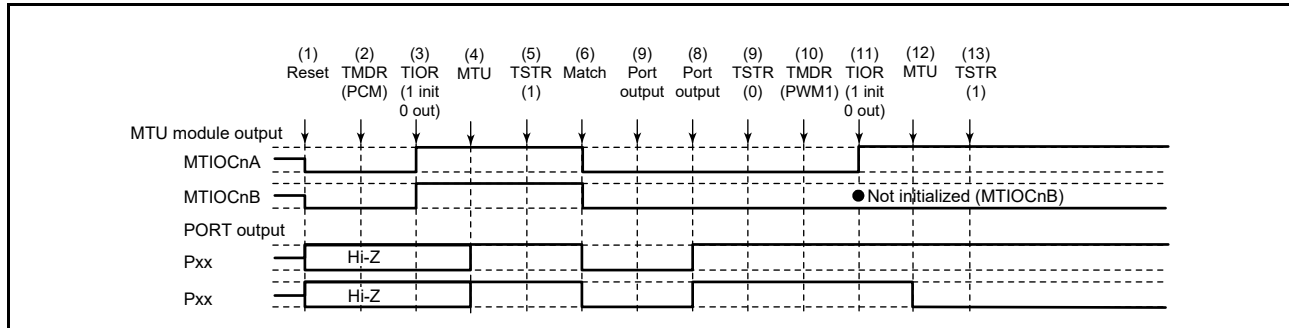 (1) (2) (3) (4) (5) (6) (9) (8) (9) (10) (11) (12) (13)
Reset TMDR TIOR MTU TSTR Match Port Port TSTR TMDR TIOR MTU TSTR
(PCM) (1 init (1) output output (0) (PWM1) (1 init (1)
0 out) 0 out)
MTU module output
MTIOCnA
MTIOCnB
Not initialized (MTIOCnB)
PORT output
Pxx Hi-Z
Pxx Hi-Z